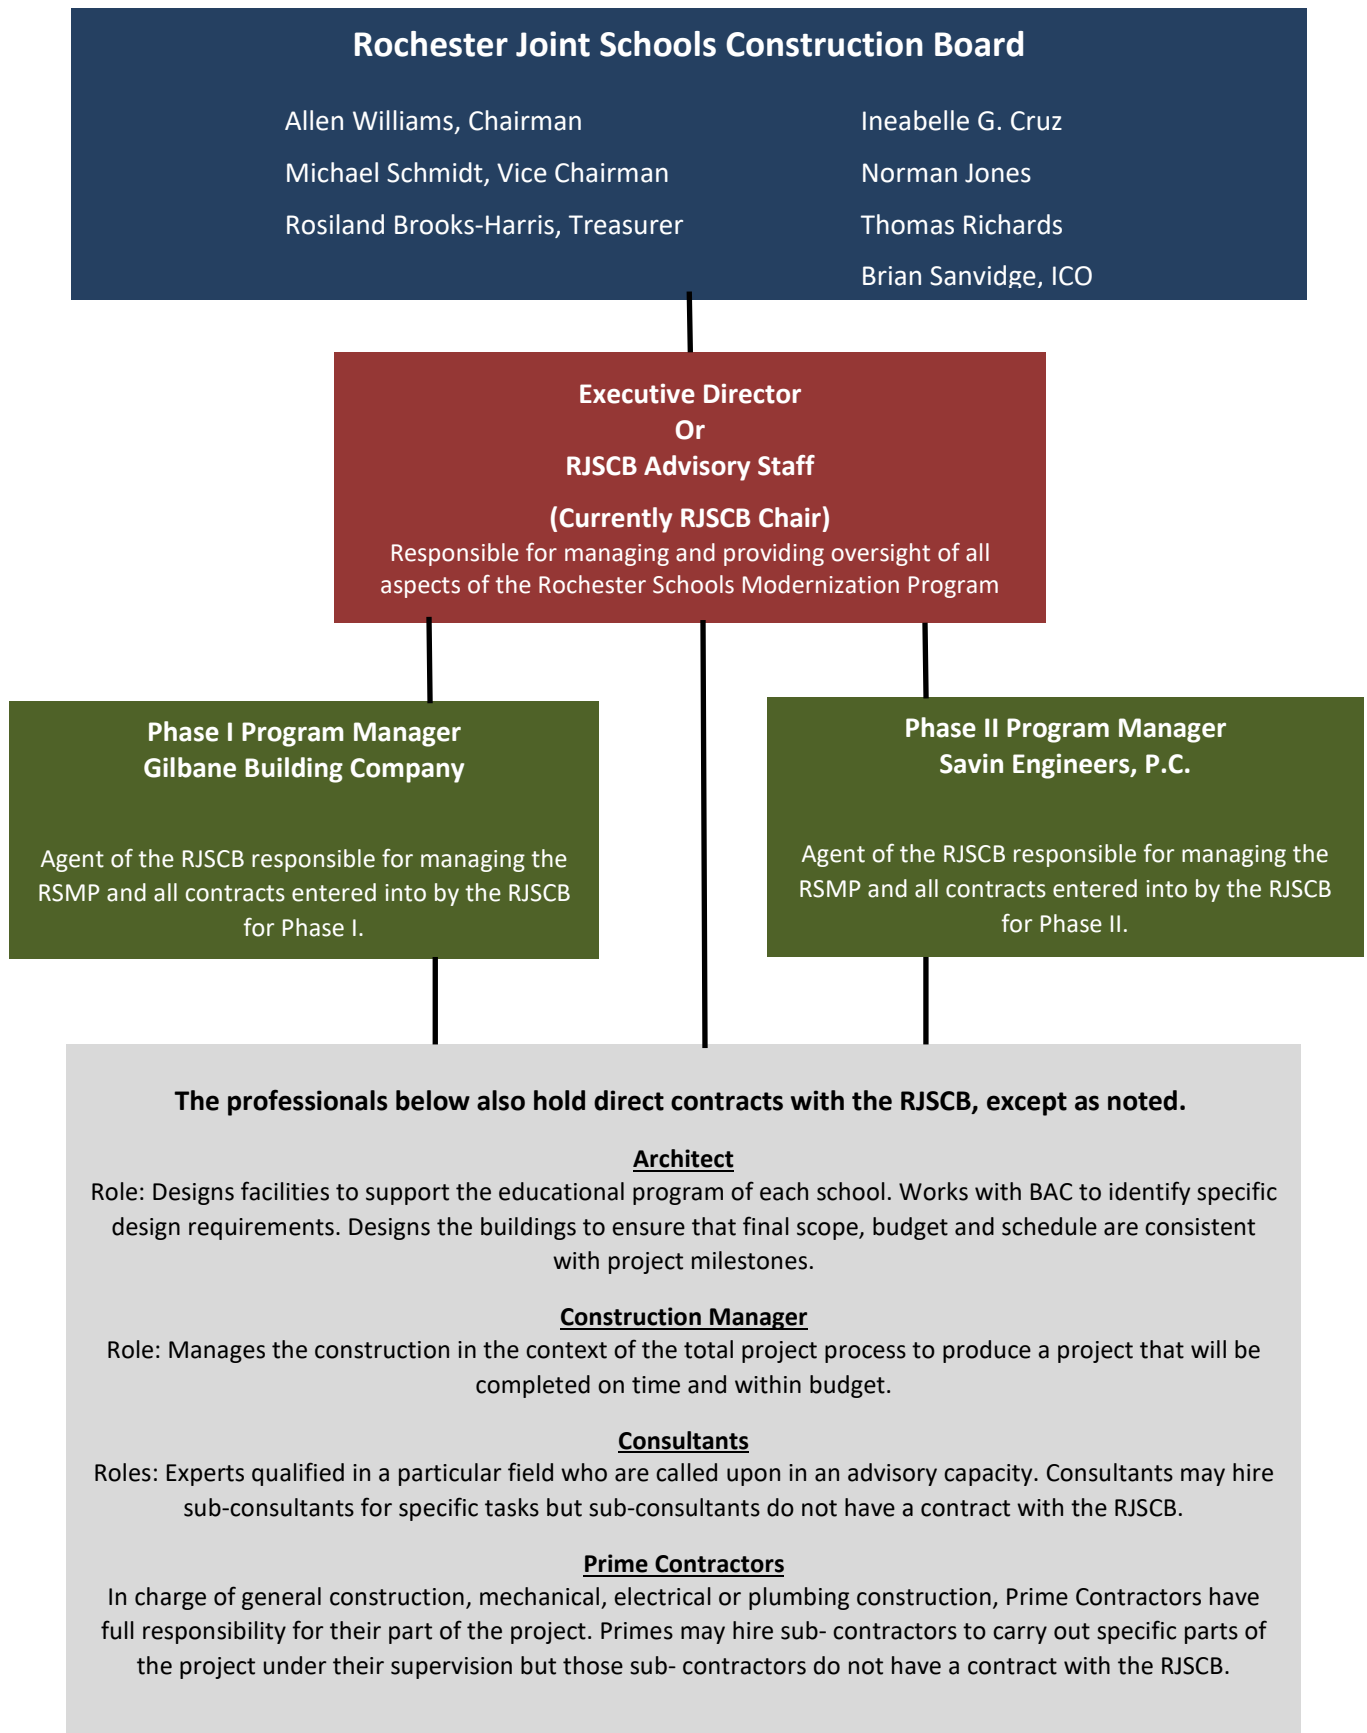 Rochester Joint Schools Construction Board
Allen Williams, Chairman
Michael Schmidt, Vice Chairman
Rosiland Brooks-Harris, Treasurer
Ineabelle G. Cruz
Norman Jones
Thomas Richards
Brian Sanvidge, ICO
Executive Director
Or
RJSCB Advisory Staff
(Currently RJSCB Chair)
Responsible for managing and providing oversight of all
aspects of the Rochester Schools Modernization Program
Phase I Program Manager
Gilbane Building Company
Agent of the RJSCB responsible for managing the
RSMP and all contracts entered into by the RJSCB
for Phase I.
Phase II Program Manager
Savin Engineers, P.C.
Agent of the RJSCB responsible for managing the
RSMP and all contracts entered into by the RJSCB
for Phase II.
The professionals below also hold direct contracts with the RJSCB, except as noted.
Architect
Role: Designs facilities to support the educational program of each school. Works with BAC to identify specific
design requirements. Designs the buildings to ensure that final scope, budget and schedule are consistent
with project milestones.
Construction Manager
Role: Manages the construction in the context of the total project process to produce a project that will be
completed on time and within budget.
Consultants
Roles: Experts qualified in a particular field who are called upon in an advisory capacity. Consultants may hire
sub-consultants for specific tasks but sub-consultants do not have a contract with the RJSCB.
Prime Contractors
In charge of general construction, mechanical, electrical or plumbing construction, Prime Contractors have
full responsibility for their part of the project. Primes may hire sub- contractors to carry out specific parts of
the project under their supervision but those sub- contractors do not have a contract with the RJSCB.